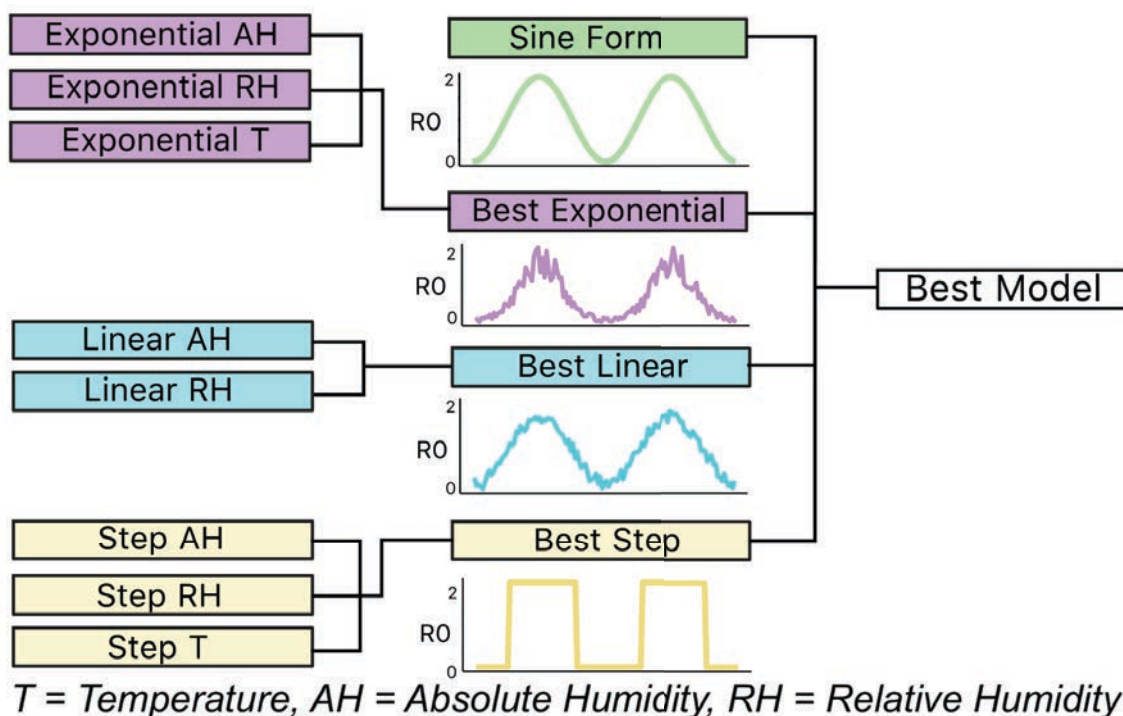 Exponential AH
Exponential RH
Exponential T
Sine Form
2
R0
0
Best Exponential
2
R0
0
Best Model
Linear AH
Linear RH
Best Linear
2
R0
0
Step AH
Step RH
Step T
Best Step
2
R0
0
T = Temperature, AH = Absolute Humidity, RH = Relative Humidity